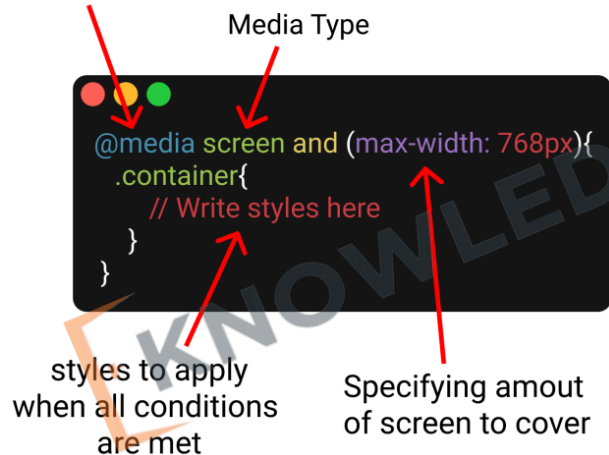 Media Type
@media screen and (max-width: 768px){
.container{
// Write styles here
}
}
KNOWLED
styles to apply
when all conditions
are met
Specifying amout
of screen to cover